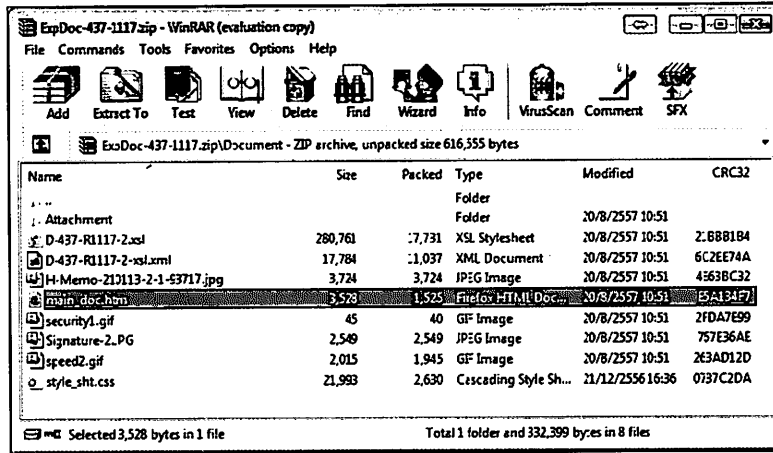 ExpDoc-437-1117.zip - WinRAR (evaluation copy)
File Commands Tools Favorites Options Help
Add Extract To Test View Delete Find Wizard Info VirusScan Comment SFX
ExpDoc-437-1117.zip\Document - ZIP archive, unpacked size 616,555 bytes
Name Size Packed Type Modified CRC32
.. Folder
Attachment Folder 20/8/2557 10:51
D-437-R1117-2.xsl 280,761 17,731 XSL Stylesheet 20/8/2557 10:51 21BBB1B4
D-437-R1117-2-xsl.xml 17,784 11,037 XML Document 20/8/2557 10:51 6C2EE74A
H-Memo-210113-2-1-93717.jpg 3,724 3,724 JPEG Image 20/8/2557 10:51 4563BC32
main_doc.htm 3,528 1,525 Firefox HTML Doc... 20/8/2557 10:51 E5A134F7
security1.gif 45 40 GIF Image 20/8/2557 10:51 2FDA7E99
Signature-2.JPG 2,549 2,549 JPEG Image 20/8/2557 10:51 757E36AE
speed2.gif 2,015 1,945 GIF Image 20/8/2557 10:51 263AD12D
style_sht.css 21,993 2,630 Cascading Style Sh... 21/12/2556 16:36 0737C2DA
Selected 3,528 bytes in 1 file Total 1 folder and 332,399 bytes in 8 files